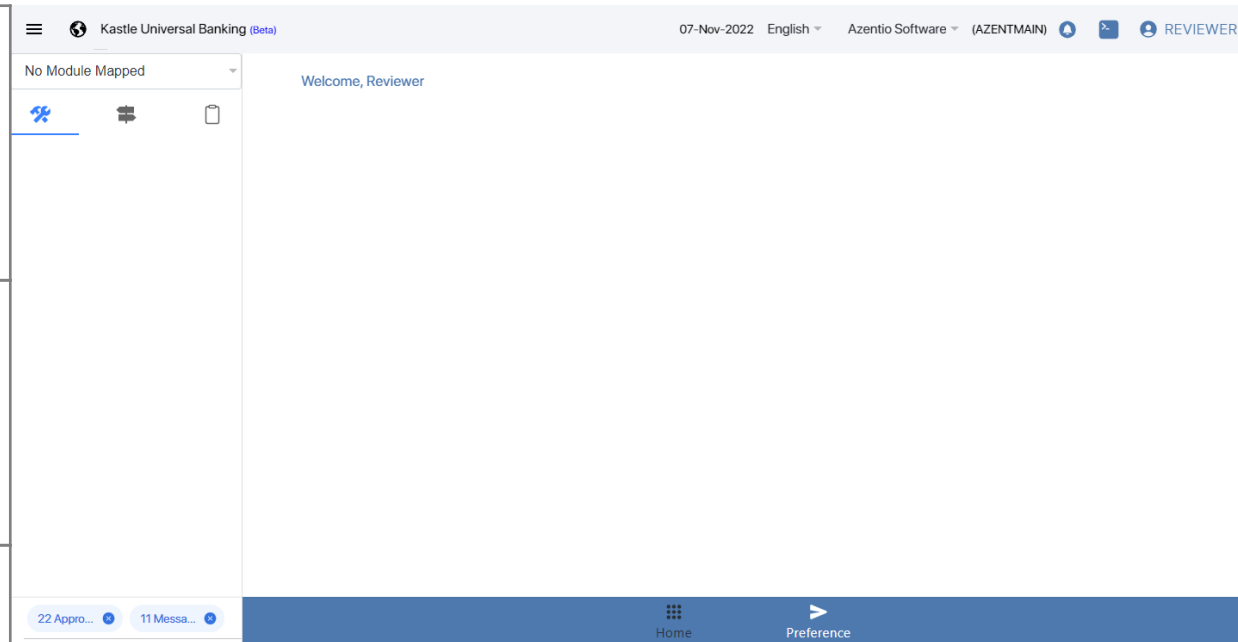 Kastle Universal Banking (Beta)
07-Nov-2022 English Azentio Software (AZENTMAIN) REVIEWER
No Module Mapped
Welcome, Reviewer
22 Appro... 11 Messa...
Home Preference